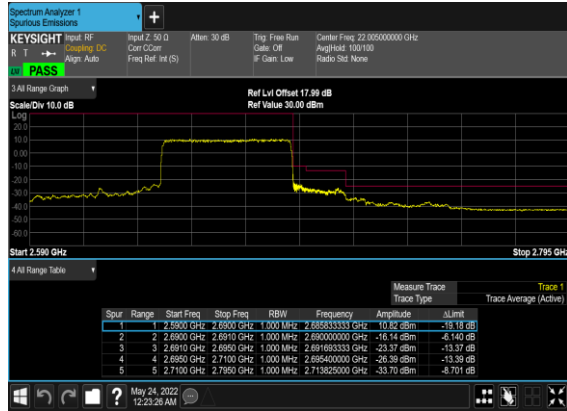 Spectrum Analyzer 1
Spurious Emissions
+
KEYSIGHT
R T
LW PASS
Input: RF
Coupling: DC
Align: Auto
Input Z: 50 Ω
Corr CCorr
Freq Ref: Int (S)
Atten: 30 dB
Trig: Free Run
Gate: Off
IF Gain: Low
Center Freq: 22.005000000 GHz
Avg|Hold: 100/100
Radio Std: None
3 All Range Graph
Scale/Div 10.0 dB
Ref Lvl Offset 17.99 dB
Ref Value 30.00 dBm
Log
20.0
10.0
0.00
-10.0
-20.0
-30.0
-40.0
-50.0
-60.0
Start 2.590 GHz
Stop 2.795 GHz
4 All Range Table
Measure Trace Trace 1
Trace Type Trace Average (Active)
Spur Range Start Freq Stop Freq RBW Frequency Amplitude ΔLimit
1 1 2.5900 GHz 2.6900 GHz 1.000 MHz 2.685833333 GHz 10.82 dBm -19.18 dB
2 2 2.6900 GHz 2.6910 GHz 1.000 MHz 2.690000000 GHz -16.14 dBm -6.140 dB
3 3 2.6910 GHz 2.6950 GHz 1.000 MHz 2.691693333 GHz -23.37 dBm -13.37 dB
4 4 2.6950 GHz 2.7100 GHz 1.000 MHz 2.695400000 GHz -26.39 dBm -13.39 dB
5 5 2.7100 GHz 2.7950 GHz 1.000 MHz 2.713825000 GHz -33.70 dBm -8.701 dB
?
May 24, 2022
12:23:26 AM